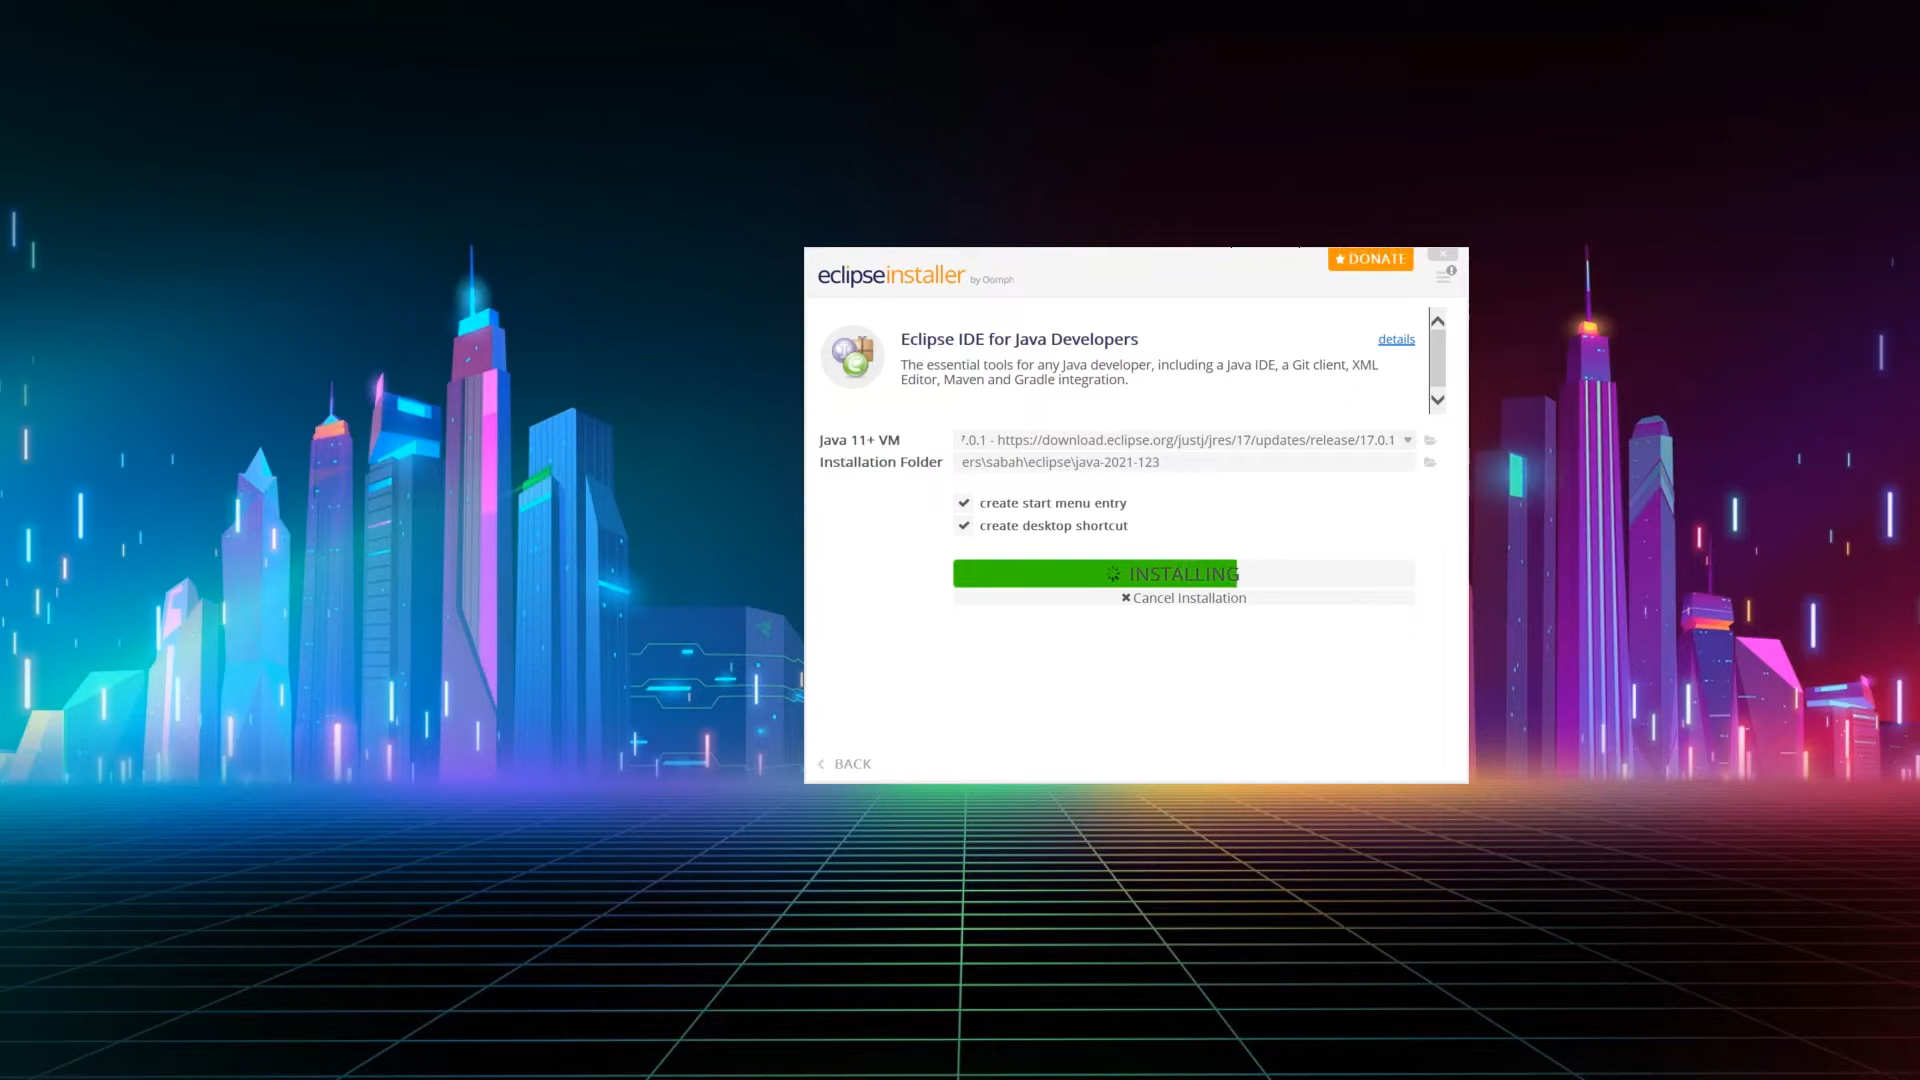 DONATE
eclipseinstaller by Oomph
Eclipse IDE for Java Developers
details
The essential tools for any Java developer, including a Java IDE, a Git client, XML
Editor, Maven and Gradle integration.
Java 11+ VM
.0.1 - https://download.eclipse.org/justj/jres/17/updates/release/17.0.1
Installation Folder
ers\sabah\eclipse\java-2021-123
create start menu entry
create desktop shortcut
INSTALLING
Cancel Installation
BACK